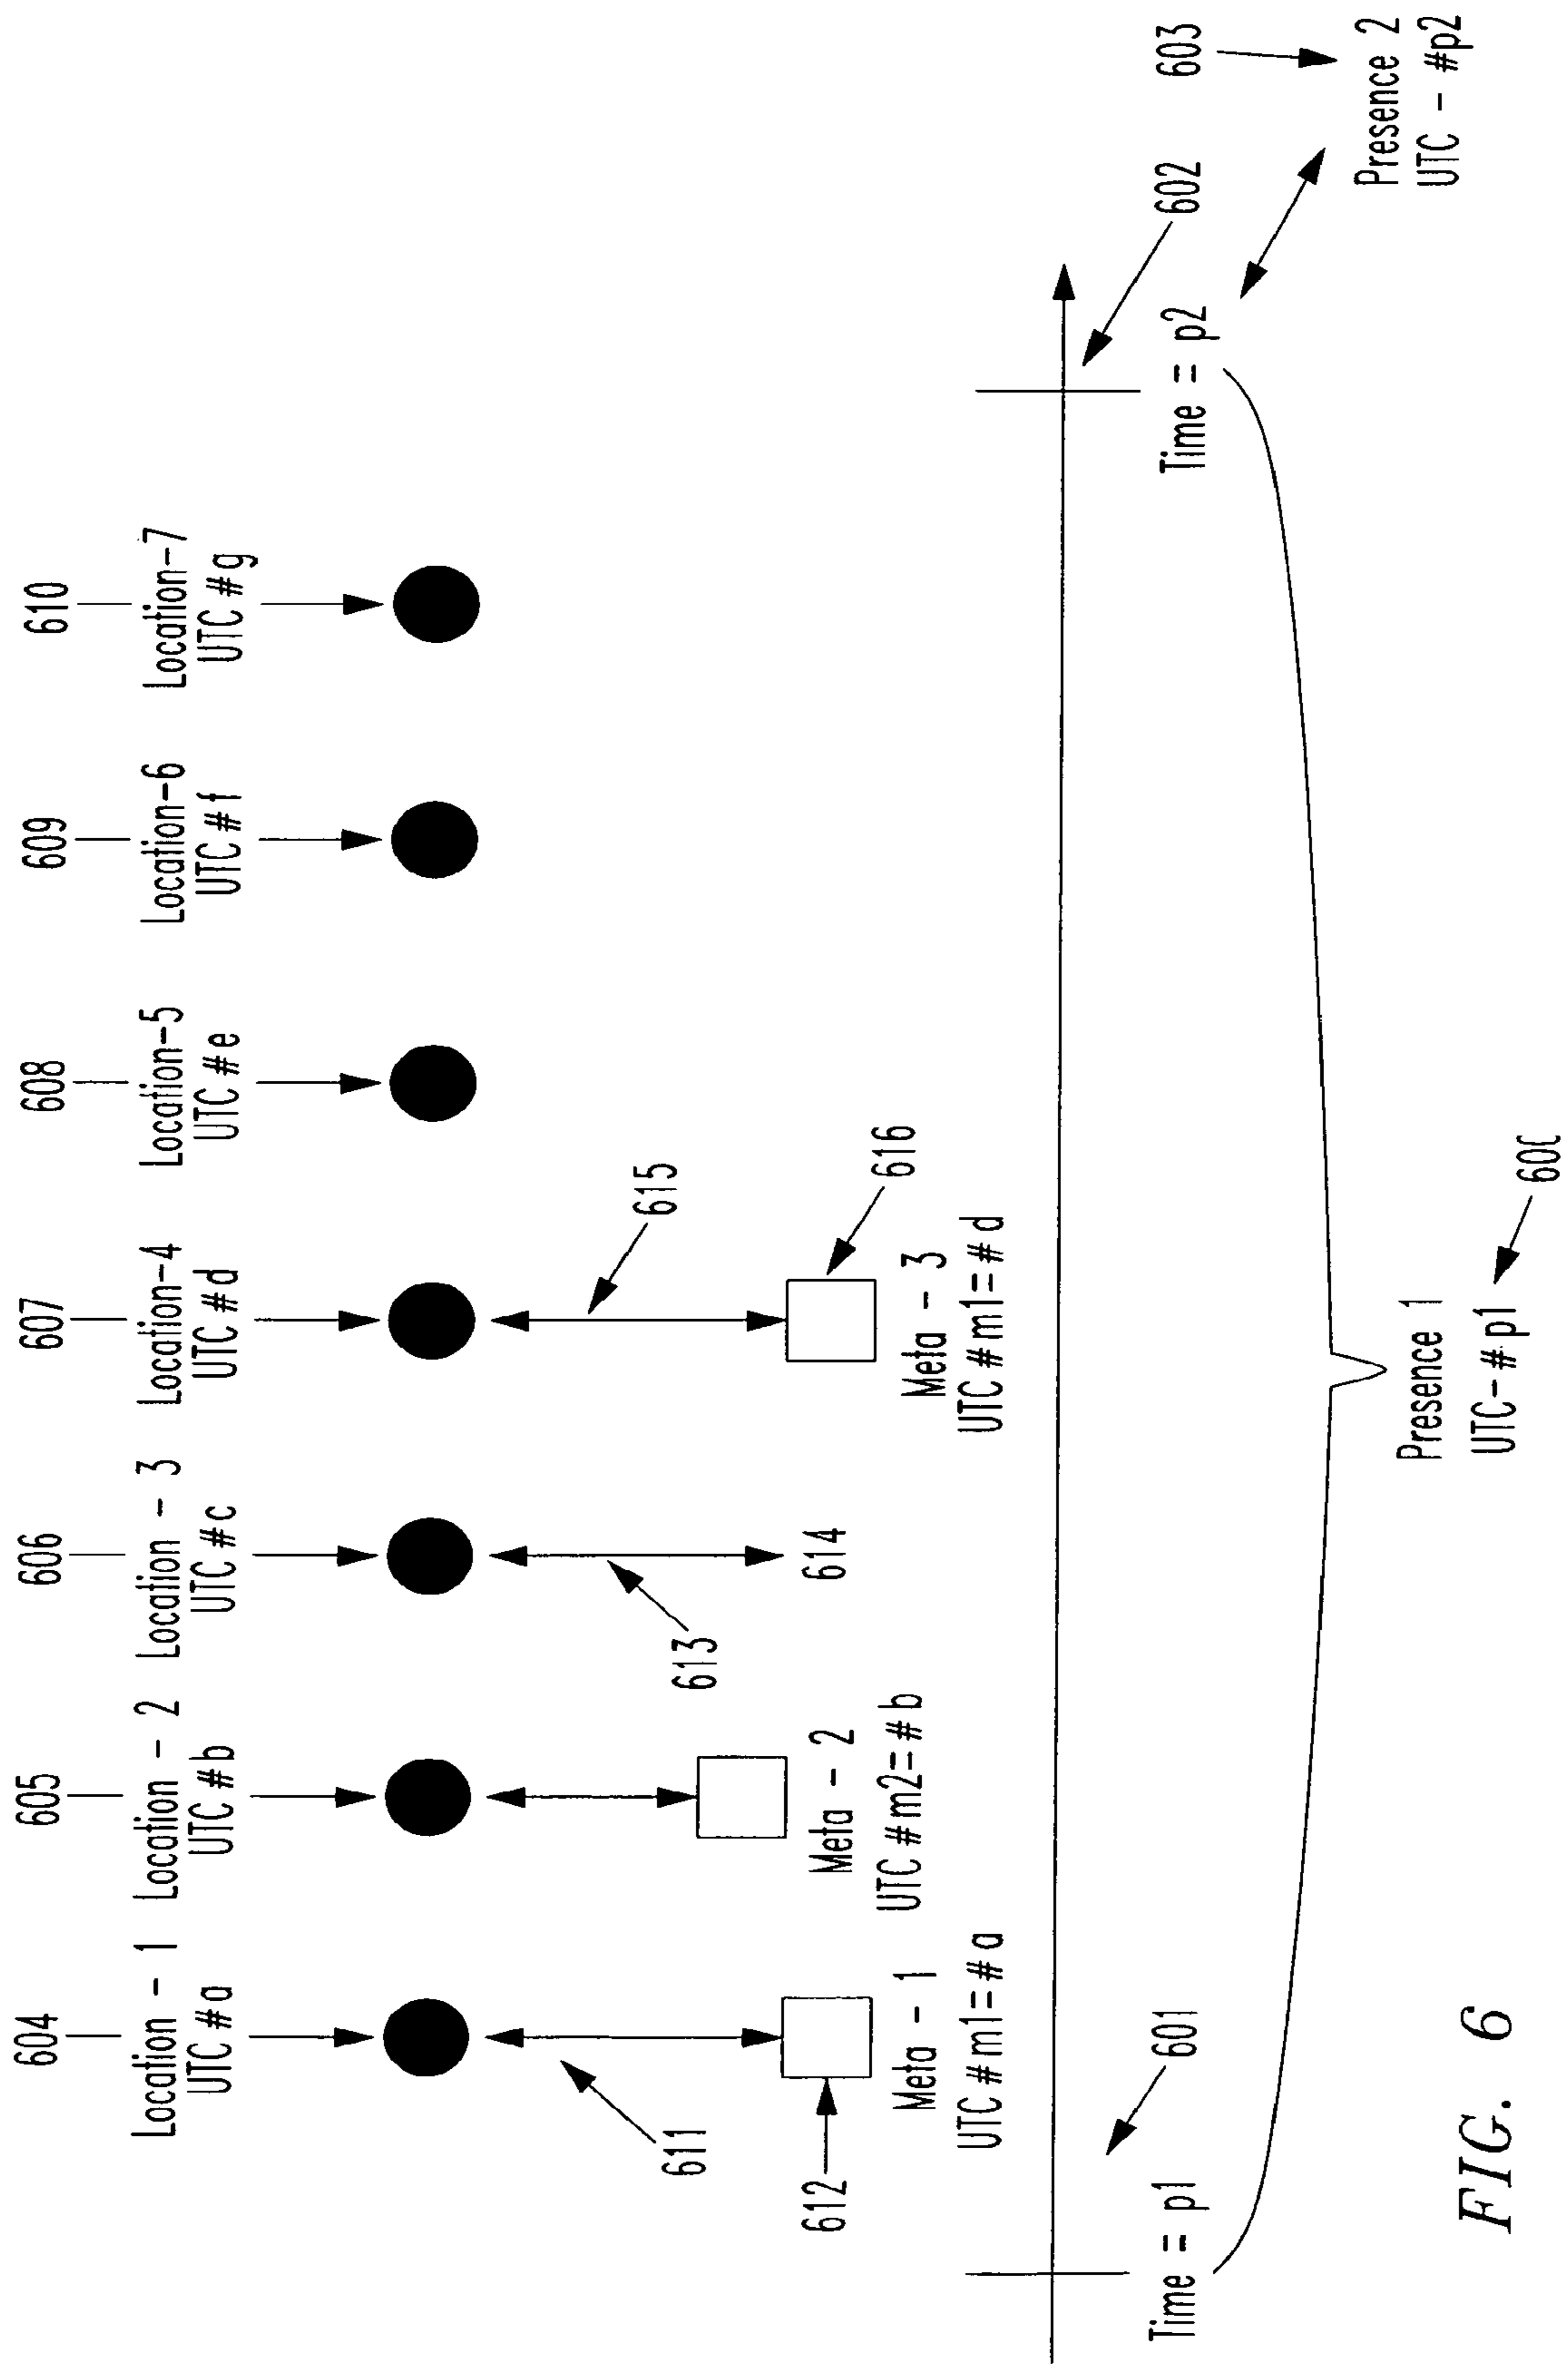 604
605
606
607
608
609
610
Location - 1
UTC #a
Location - 2
UTC #b
Location - 3
UTC #c
Location-4
UTC #d
Location-5
UTC #e
Location-6
UTC #f
Location-7
UTC #g
611
613
615
612
614
616
Meta - 1
UTC #m1=#a
Meta - 2
UTC #m2=#b
Meta - 3
UTC #m1=#d
601
602
603
Time = p1
Time = p2
Presence 2
UTC - #p2
Presence 1
UTC-# p1
600
FIG. 6